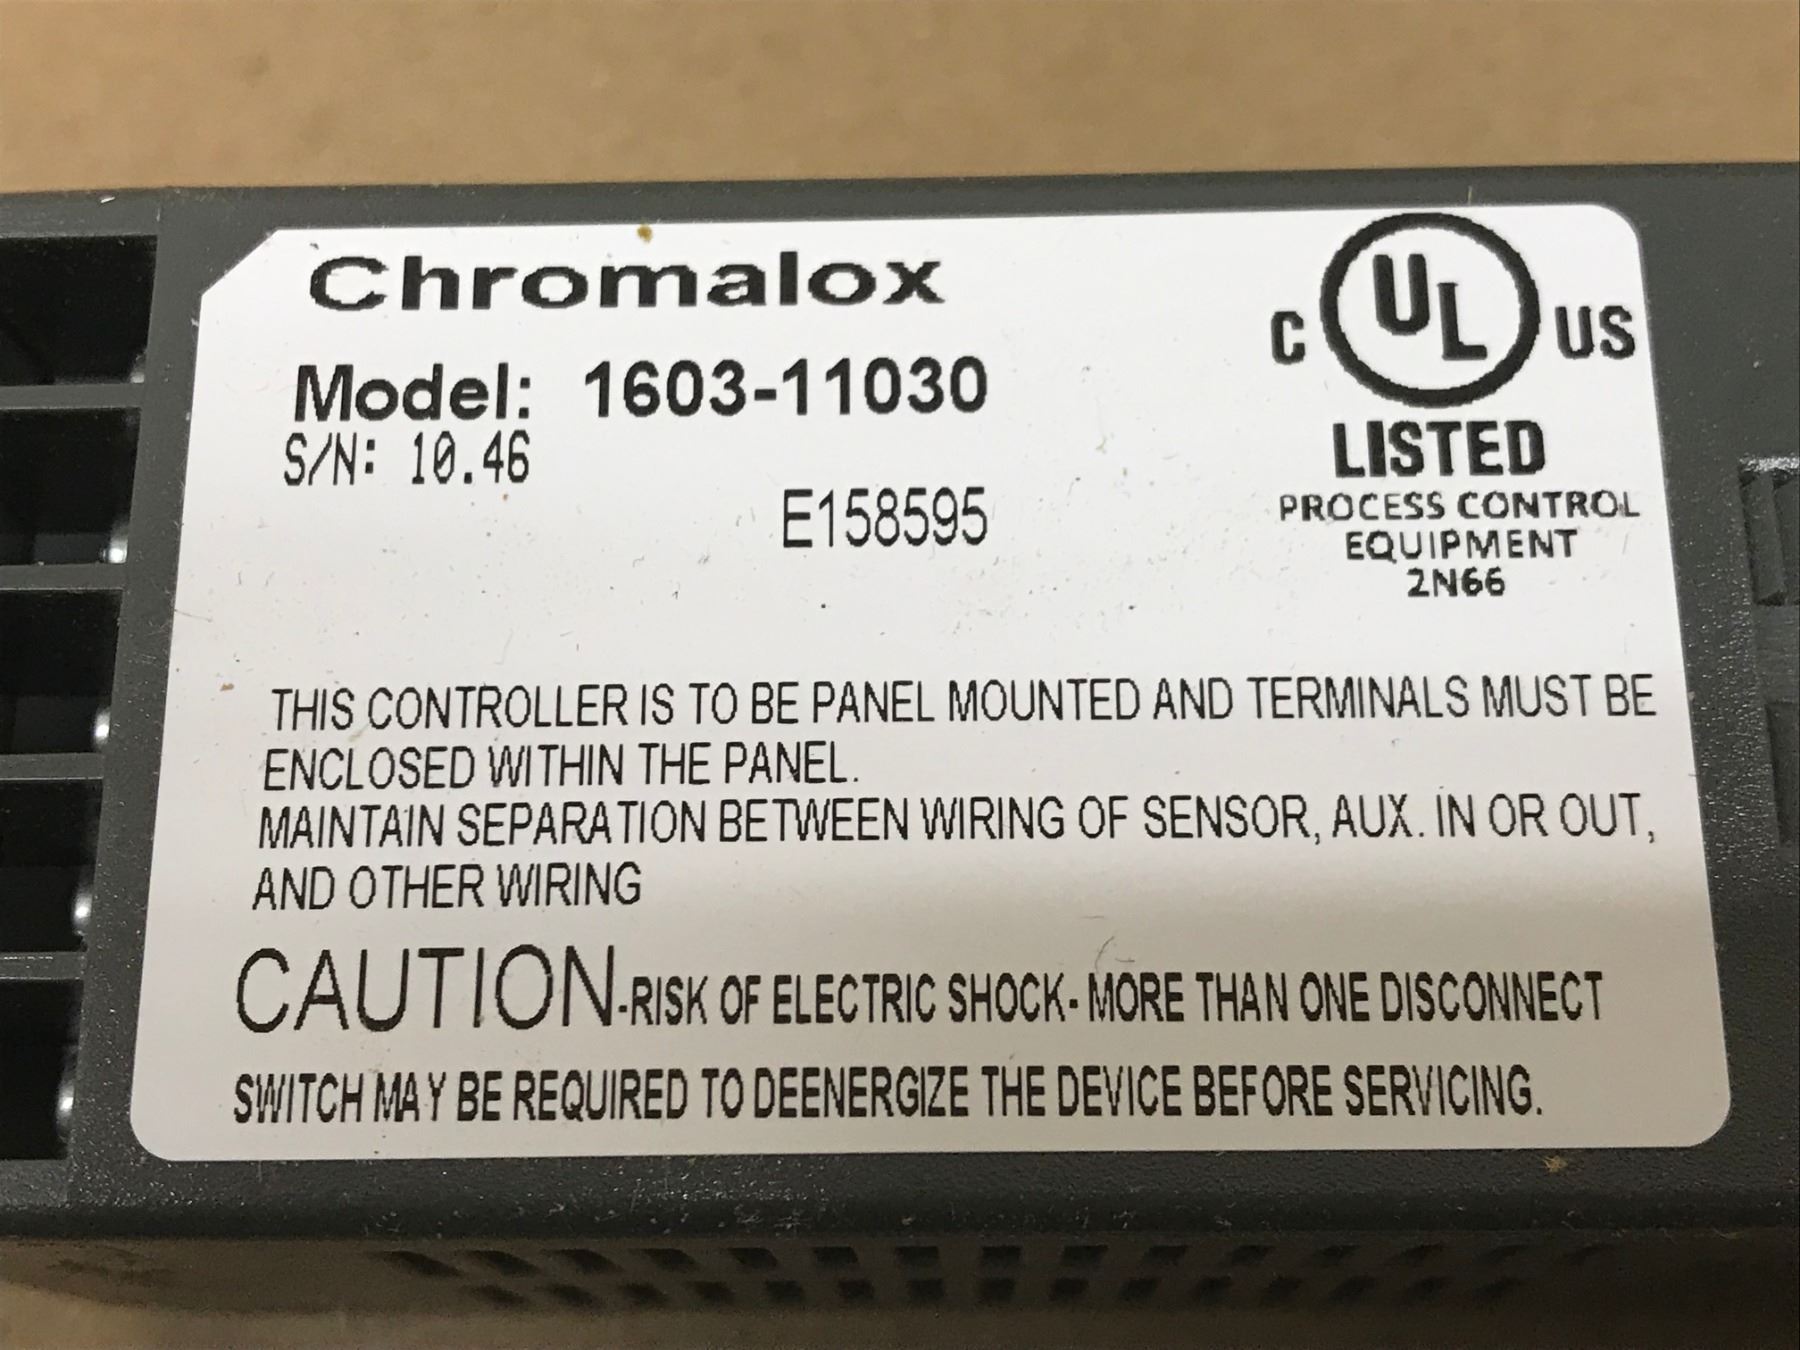 Chromalox
Model: 1603-11030
S/N: 10.46
E158595
C UL US
LISTED
PROCESS CONTROL
EQUIPMENT
2N66
THIS CONTROLLER IS TO BE PANEL MOUNTED AND TERMINALS MUST BE
ENCLOSED WITHIN THE PANEL.
MAINTAIN SEPARATION BETWEEN WIRING OF SENSOR, AUX. IN OR OUT,
AND OTHER WIRING
CAUTION-RISK OF ELECTRIC SHOCK- MORE THAN ONE DISCONNECT
SWITCH MAY BE REQUIRED TO DEENERGIZE THE DEVICE BEFORE SERVICING.